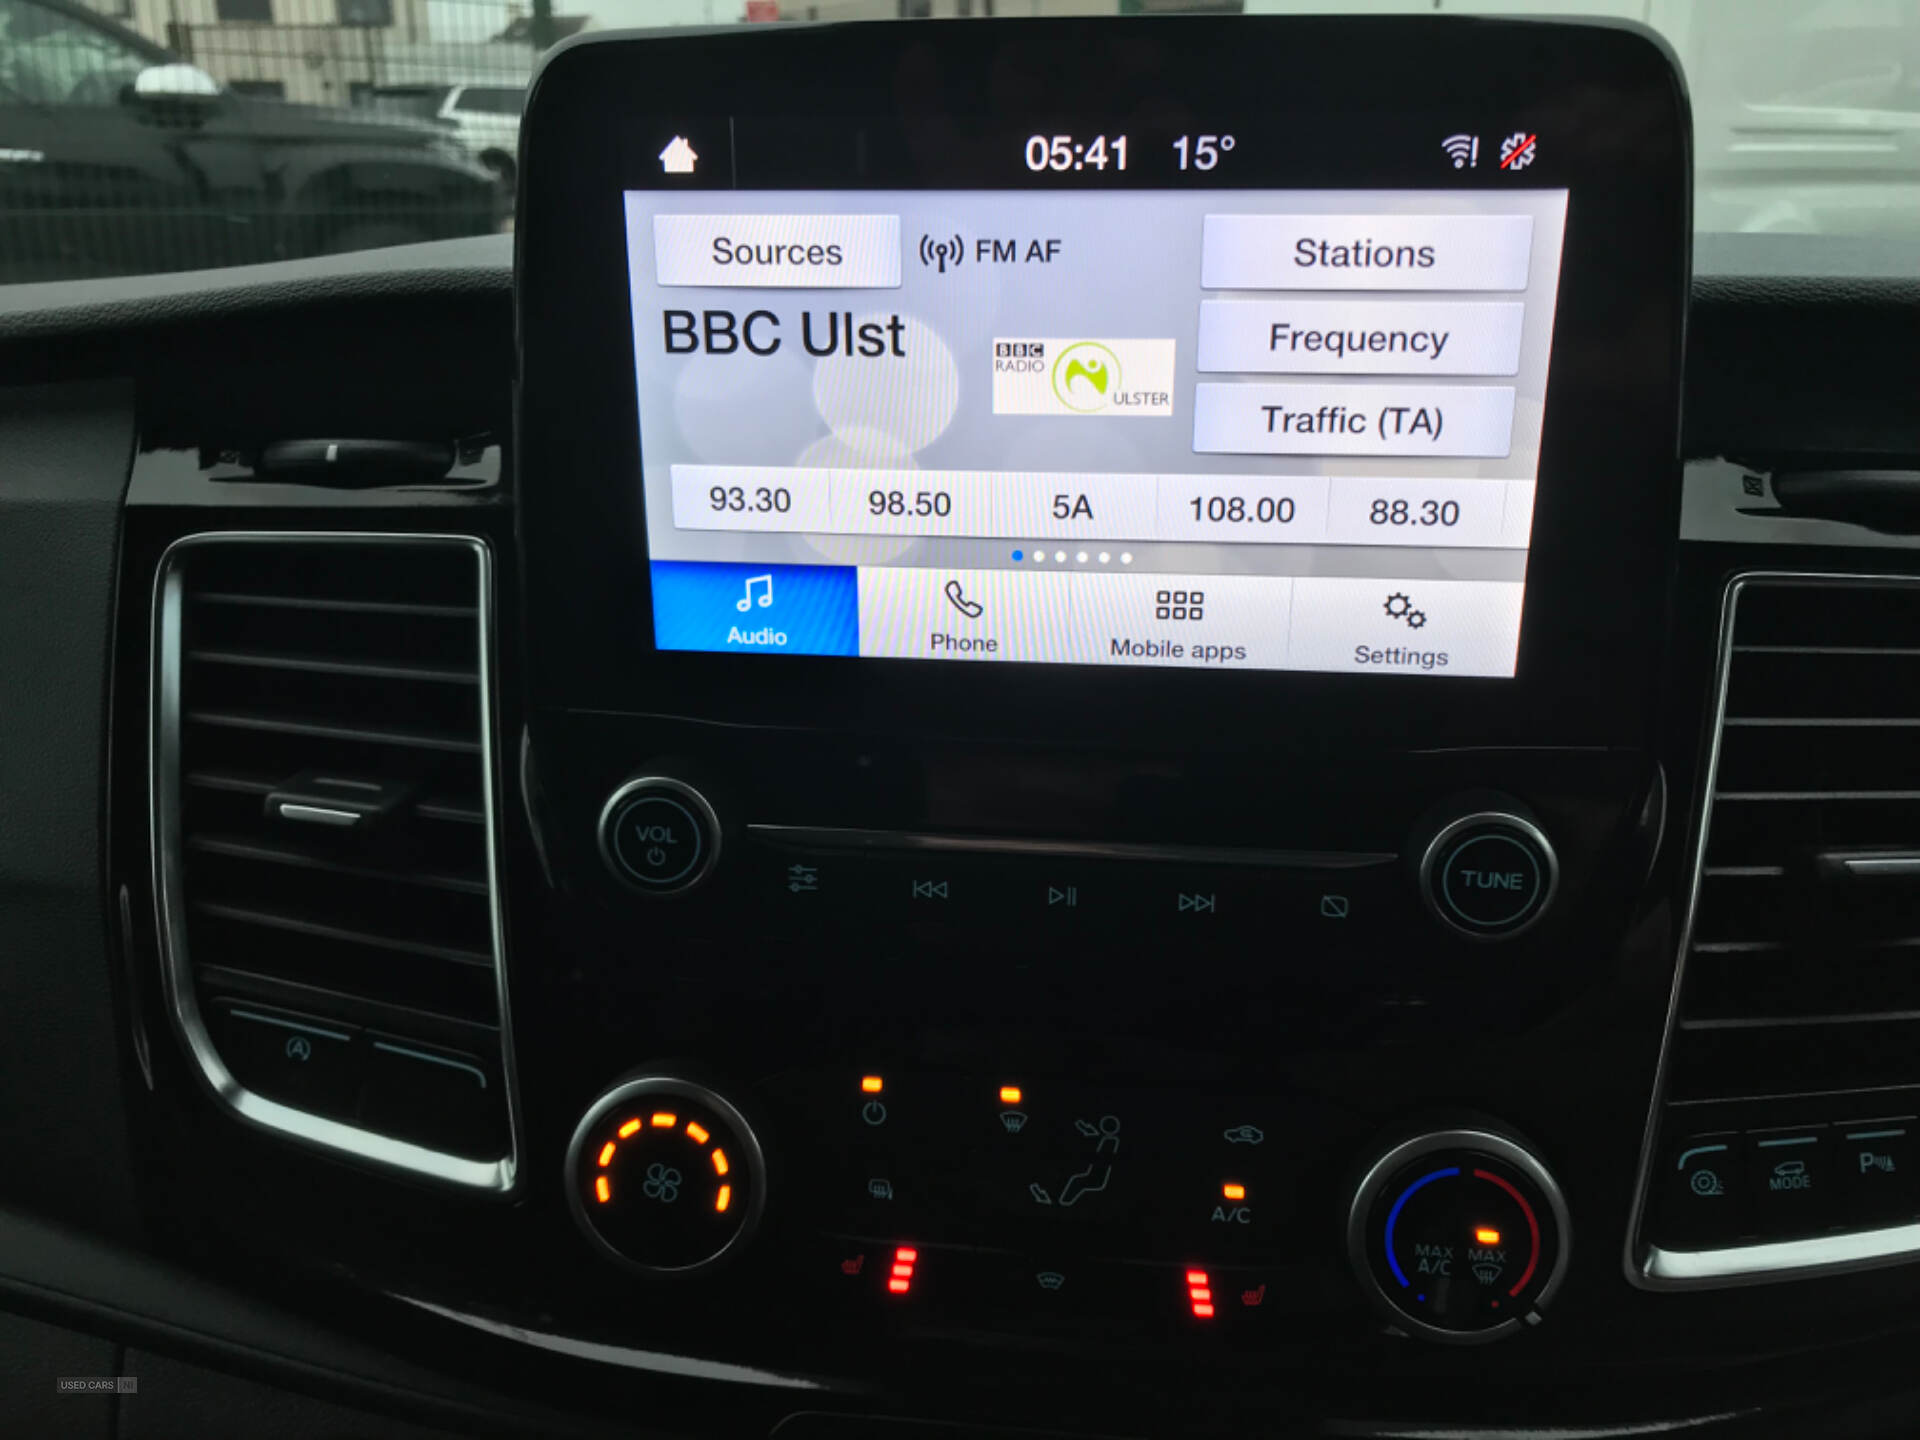 05:41 15°
Sources FM AF Stations
BBC Ulst
BBC
RADIO
ULSTER
Frequency
Traffic (TA)
93.30 98.50 5A 108.00 88.30
Audio Phone Mobile apps Settings
VOL
TUNE
A
A/C
MAX
A/C
MAX
MODE
P
USED CARS NI